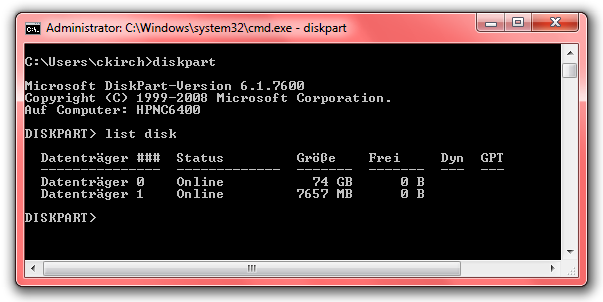 Administrator: C:\Windows\system32\cmd.exe - diskpart
C:\Users\ckirch>diskpart
Microsoft DiskPart-Version 6.1.7600
Copyright (C) 1999-2008 Microsoft Corporation.
Auf Computer: HPNC6400
DISKPART> list disk
Datenträger ###  Status         Größe    Frei     Dyn  GPT
---------------  -------------  -------  -------  ---  ---
Datenträger 0    Online           74 GB      0 B
Datenträger 1    Online         7657 MB      0 B
DISKPART>